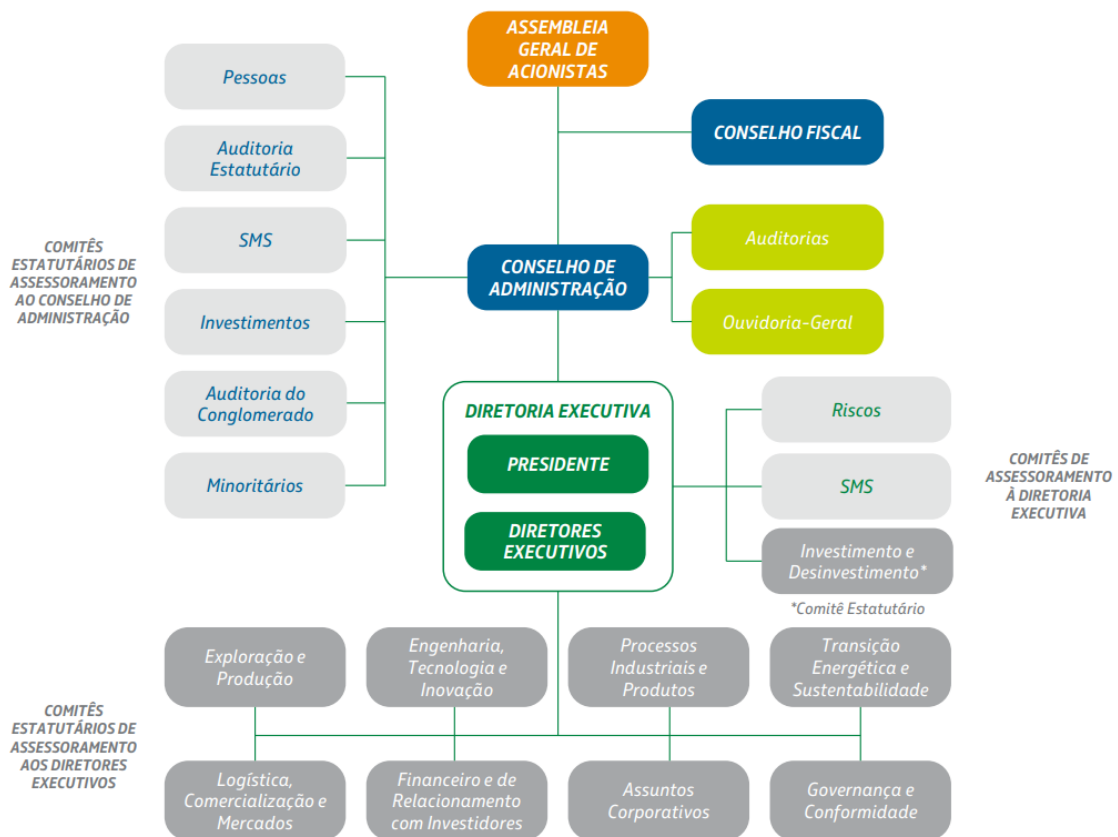 ASSEMBLEIA
GERAL DE
ACIONISTAS
CONSELHO FISCAL
Pessoas
Auditoria
Estatutário
SMS
Investimentos
Auditoria do
Conglomerado
Minoritários
COMITÊS
ESTATUTÁRIOS DE
ASSESSORAMENTO
AO CONSELHO DE
ADMINISTRAÇÃO
CONSELHO DE
ADMINISTRAÇÃO
Auditorias
Ouvidoria-Geral
DIRETORIA EXECUTIVA
PRESIDENTE
DIRETORES
EXECUTIVOS
Riscos
SMS
Investimento e
Desinvestimento*
*Comitê Estatutário
COMITÊS DE
ASSESSORAMENTO
À DIRETORIA
EXECUTIVA
COMITÊS
ESTATUTÁRIOS DE
ASSESSORAMENTO
AOS DIRETORES
EXECUTIVOS
Exploração e
Produção
Engenharia,
Tecnologia e
Inovação
Processos
Industriais e
Produtos
Transição
Energética e
Sustentabilidade
Logística,
Comercialização e
Mercados
Financeiro e de
Relacionamento
com Investidores
Assuntos
Corporativos
Governança e
Conformidade